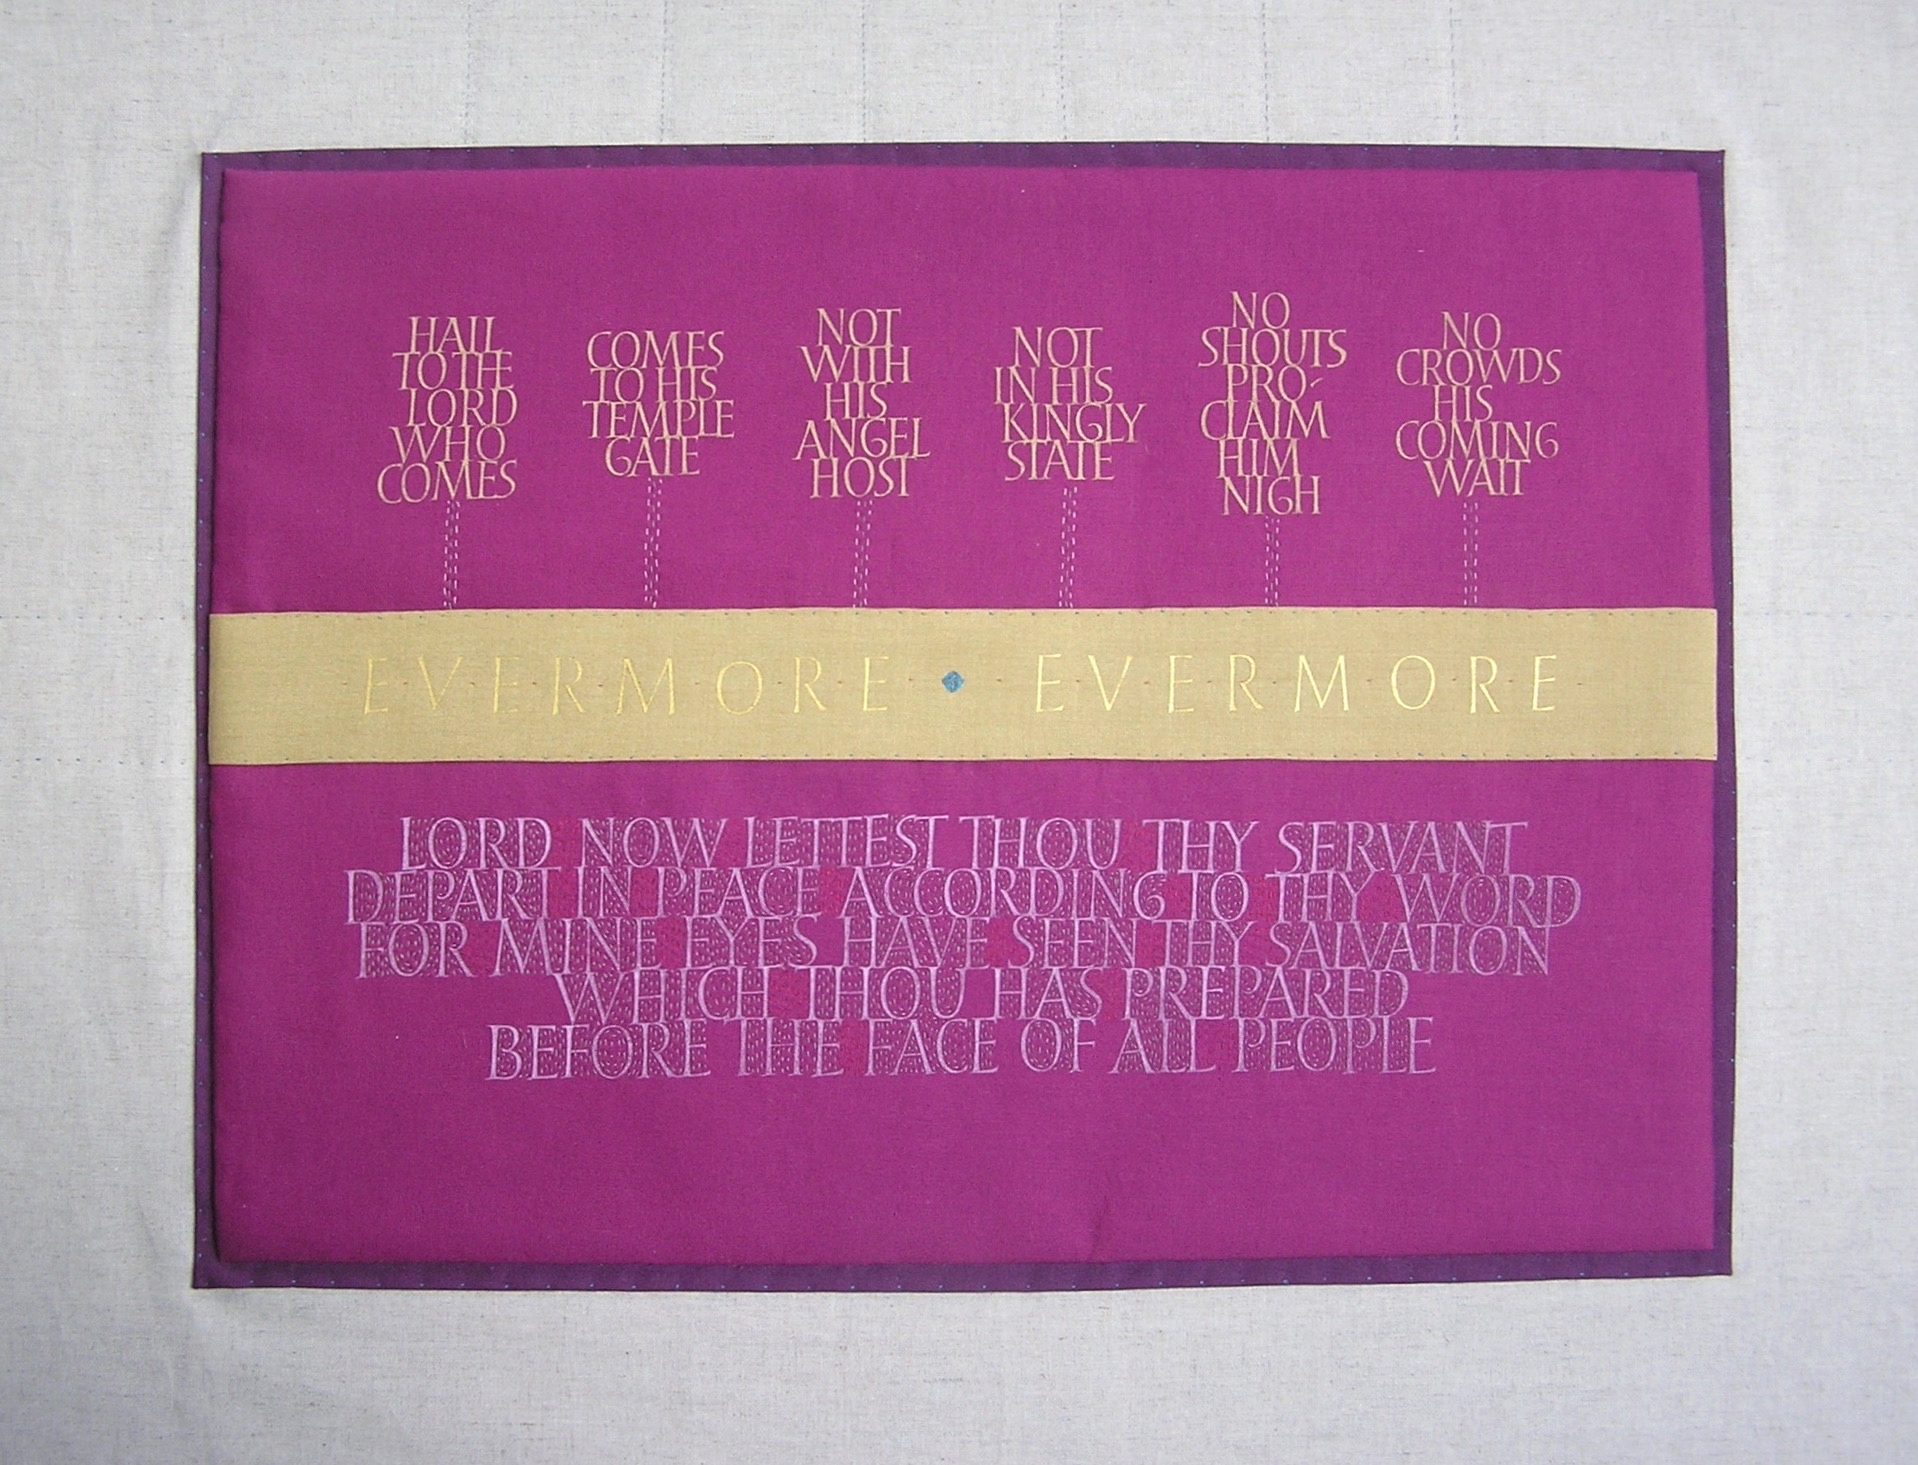 HAIL
TO THE
LORD
WHO
COMES
COMES
TO HIS
TEMPLE
GATE
NOT
WITH
HIS
ANGEL
HOST
NOT
IN HIS
KINGLY
STATE
NO
SHOUTS
PRO-
CLAIM
HIM
NIGH
NO
CROWDS
HIS
COMING
WAIT
EVERMORE • EVERMORE
LORD NOW LETTEST THOU THY SERVANT
DEPART IN PEACE ACCORDING TO THY WORD
FOR MINE EYES HAVE SEEN THY SALVATION
WHICH THOU HAS PREPARED
BEFORE THE FACE OF ALL PEOPLE